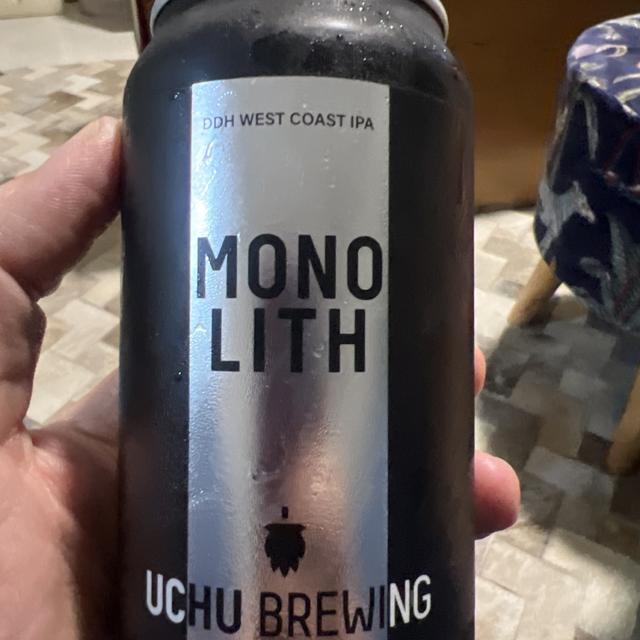 DDH WEST COAST IPA
MONO
LITH
UCHU BREWING